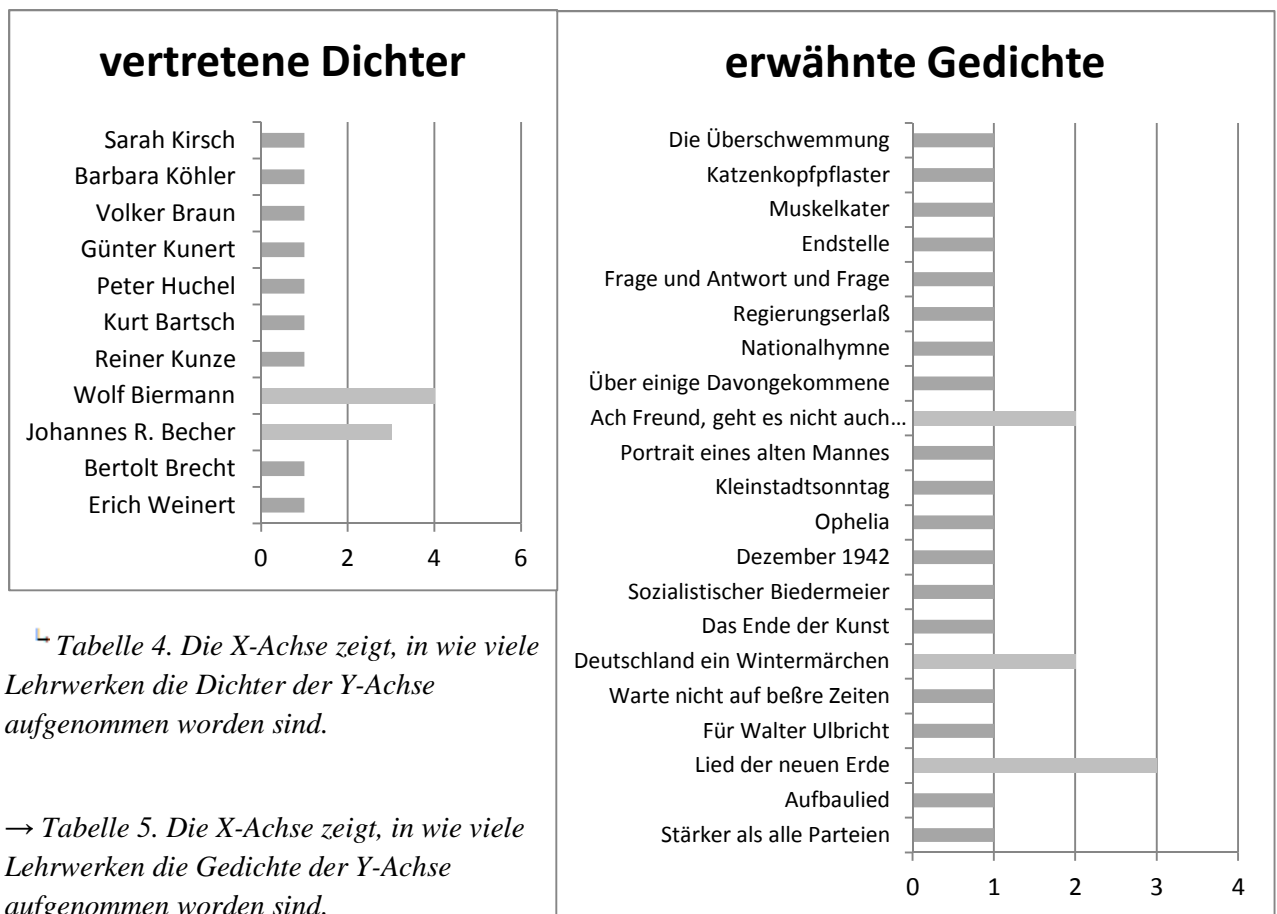 vertretene Dichter
Sarah Kirsch
Barbara Köhler
Volker Braun
Günter Kunert
Peter Huchel
Kurt Bartsch
Reiner Kunze
Wolf Biermann
Johannes R. Becher
Bertolt Brecht
Erich Weinert
0 2 4 6
erwähnte Gedichte
Die Überschwemmung
Katzenkopfpflaster
Muskelkater
Endstelle
Frage und Antwort und Frage
Regierungserlaß
Nationalhymne
Über einige Davongekommene
Ach Freund, geht es nicht auch…
Portrait eines alten Mannes
Kleinstadtsonntag
Ophelia
Dezember 1942
Sozialistischer Biedermeier
Das Ende der Kunst
Deutschland ein Wintermärchen
Warte nicht auf beßre Zeiten
Für Walter Ulbricht
Lied der neuen Erde
Aufbaulied
Stärker als alle Parteien
0 1 2 3 4
Tabelle 4. Die X-Achse zeigt, in wie viele
Lehrwerken die Dichter der Y-Achse
aufgenommen worden sind.
→ Tabelle 5. Die X-Achse zeigt, in wie viele
Lehrwerken die Gedichte der Y-Achse
aufgenommen worden sind.